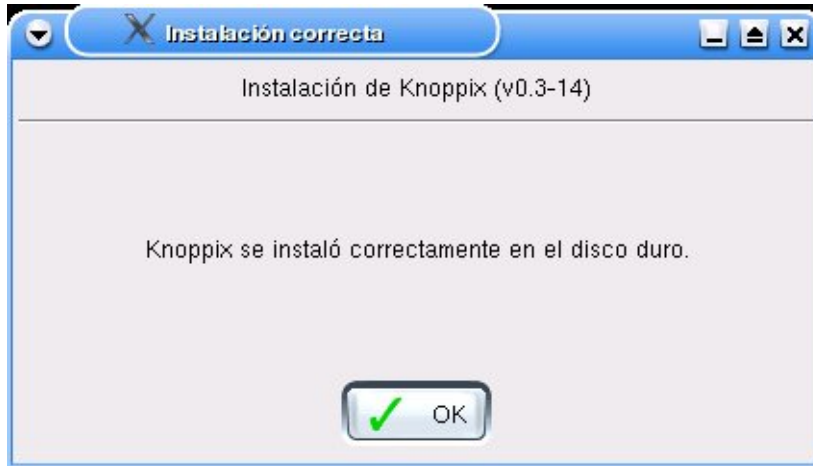 Instalación correcta
Instalación de Knoppix (v0.3-14)
Knoppix se instaló correctamente en el disco duro.
OK